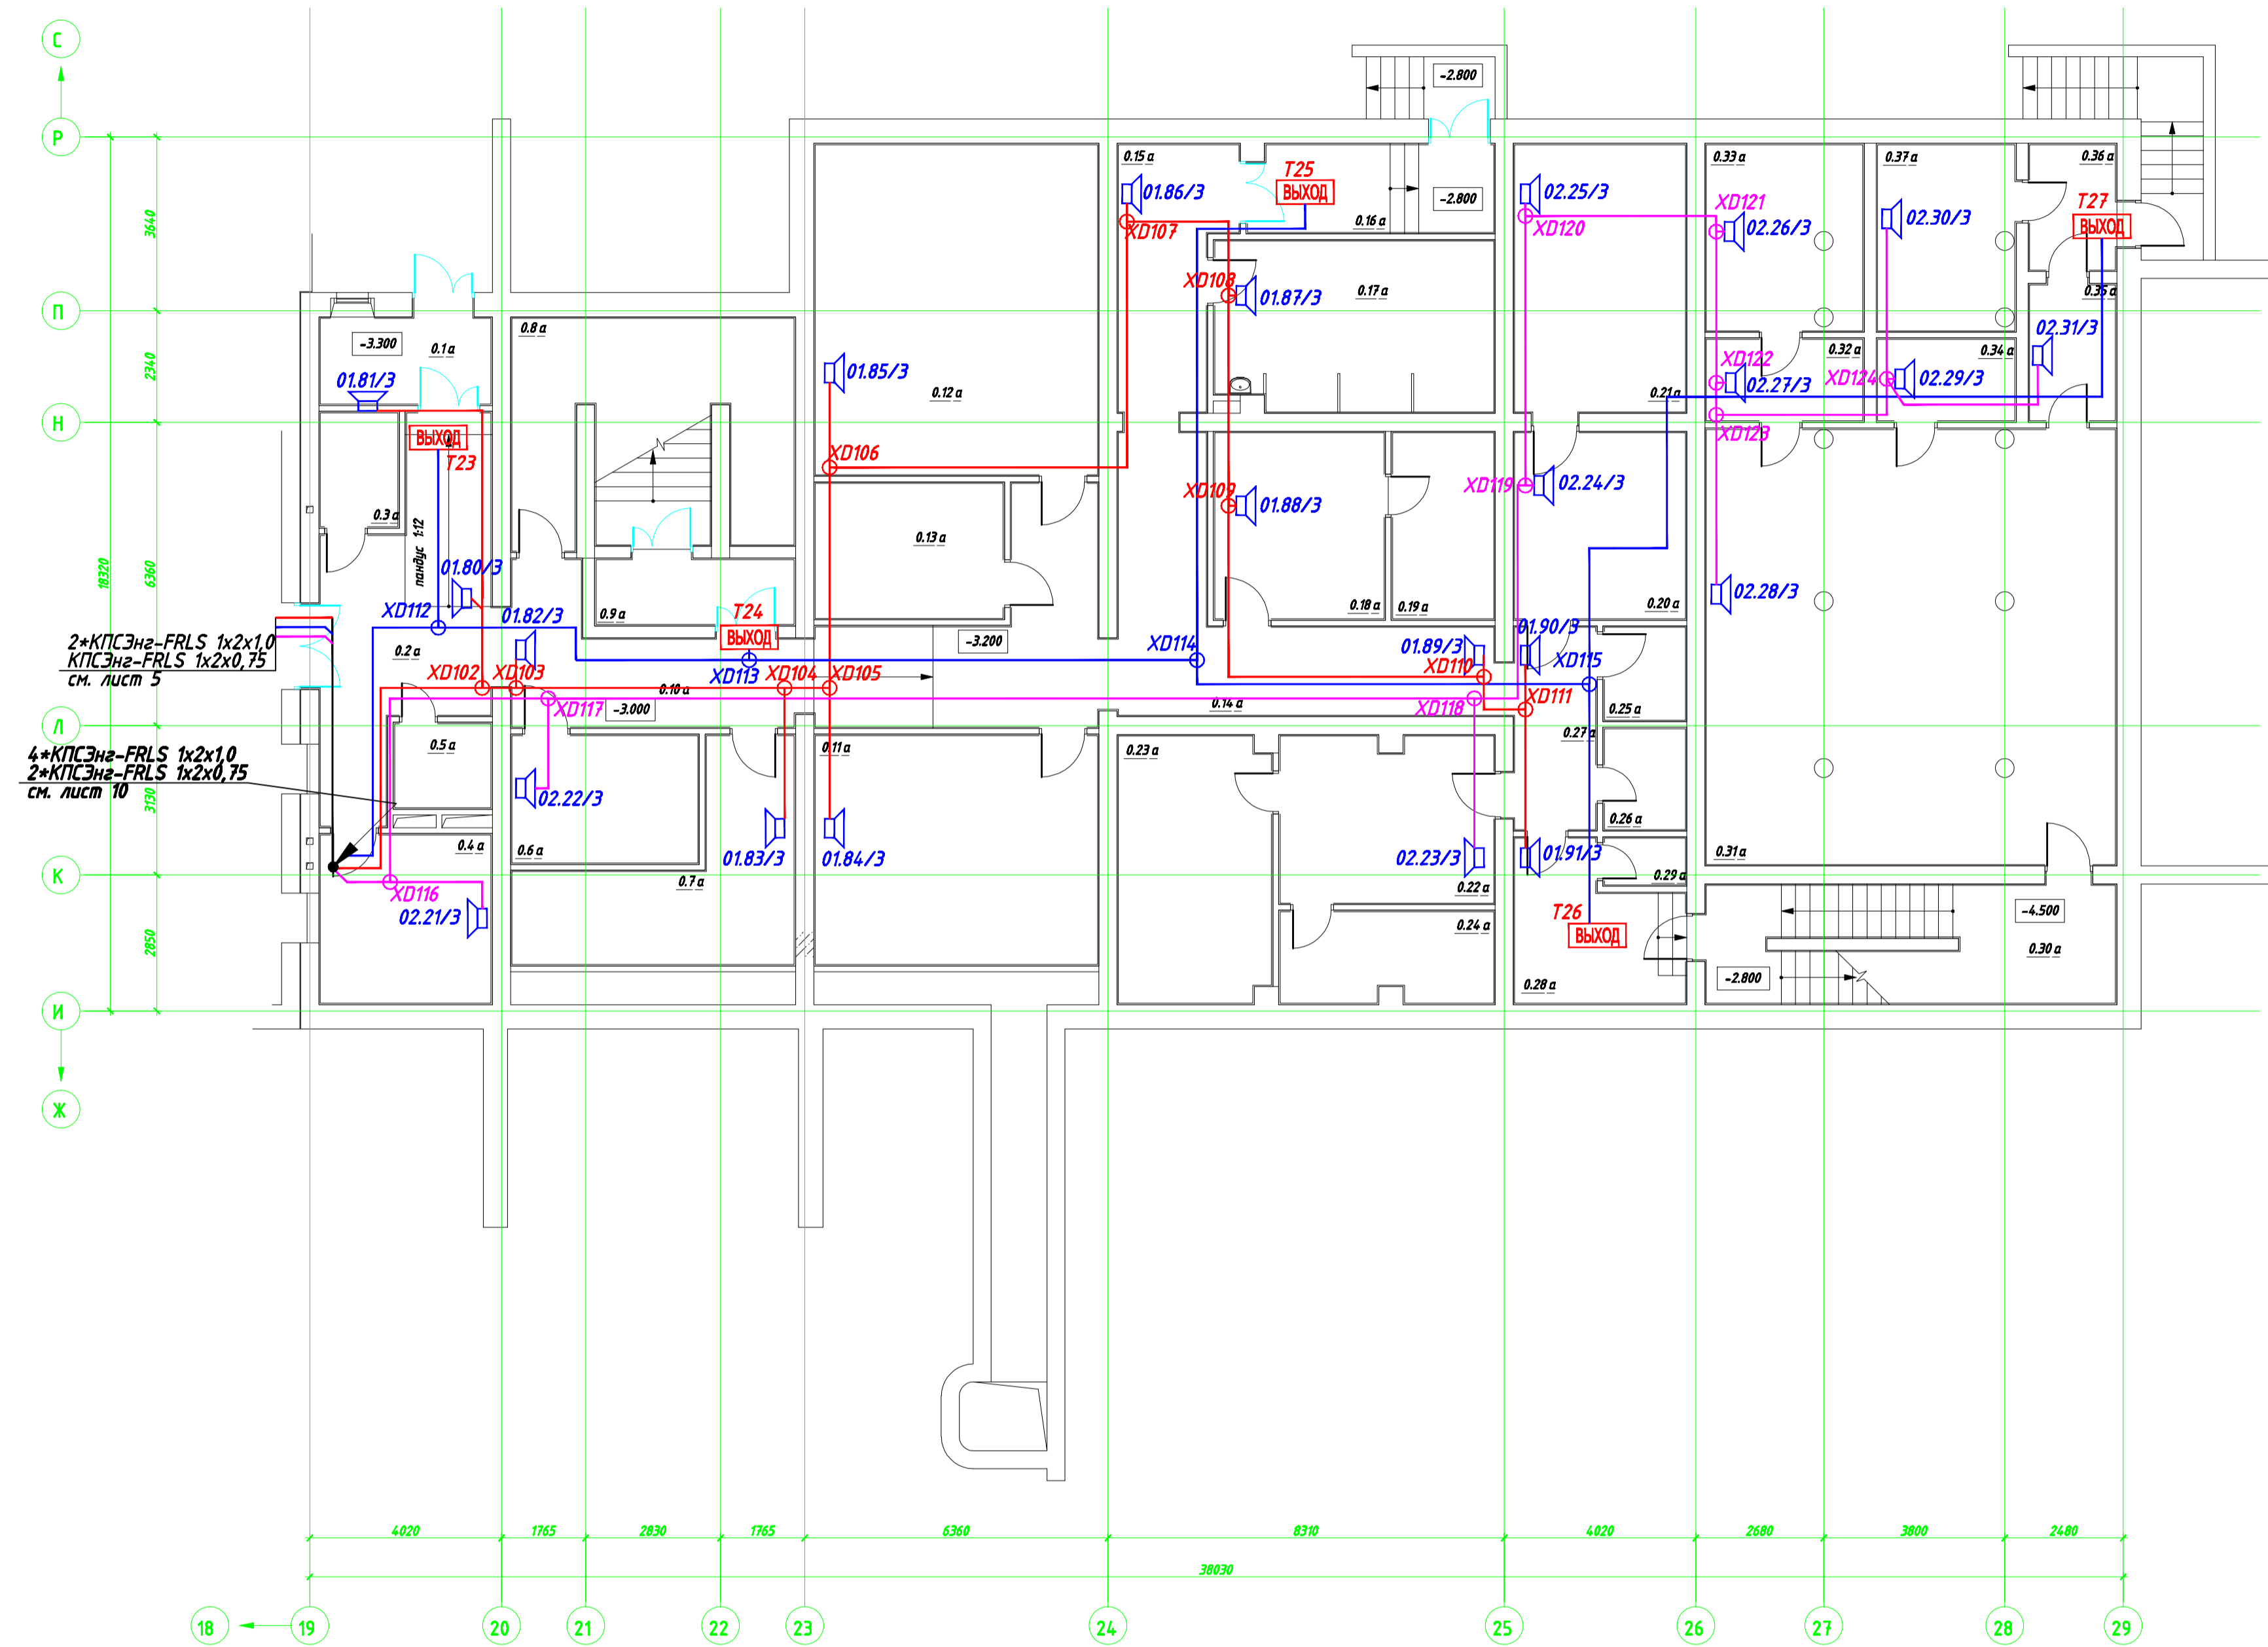 С
-2.800
Р
0.15 а
0.33 а
0.37 а
0.36 а
Т25
ВЫХОД
01.86/3
02.25/3
XD121
Т27
ВЫХОД
-2.800
0.16 а
XD107
XD120
02.26/3
02.30/3
3640
XD108
01.87/3
0.17 а
0.35 а
П
0.8 а
02.31/3
-3.300
0.1 а
0.32 а
0.34 а
2340
01.81/3
01.85/3
XD122
02.27/3
XD124
02.29/3
0.12 а
0.21а
Н
ВЫХОД
Т23
XD123
XD106
XD119
02.24/3
XD109
01.88/3
0.3 а
пандус 1:12
0.13 а
18320
6360
01.80/3
02.28/3
XD112
01.82/3
0.9 а
Т24
ВЫХОД
0.18 а
0.19 а
0.20 а
01.90/3
2*КПСЭнг-FRLS 1х2х1,0
КПСЭнг-FRLS 1х2х0,75
см. лист 5
-3.200
XD114
01.89/3
0.2 а
XD102
XD103
XD113
XD104
XD105
XD110
XD115
0.10 а
-3.000
XD117
0.14 а
XD118
XD111
0.25 а
Л
0.5 а
0.11 а
0.23 а
0.27 а
4*КПСЭнг-FRLS 1х2х1,0
2*КПСЭнг-FRLS 1х2х0,75
см. лист 10
3130
02.22/3
0.26 а
0.4 а
0.6 а
01.83/3
01.84/3
02.23/3
01.91/3
0.31 а
К
XD116
0.7 а
0.22 а
0.29 а
02.21/3
Т26
ВЫХОД
-4.500
0.24 а
2850
0.30 а
-2.800
0.28 а
И
Ж
4020
1765
2830
1765
6360
8310
4020
2680
3800
2480
38030
18
19
20
21
22
23
24
25
26
27
28
29